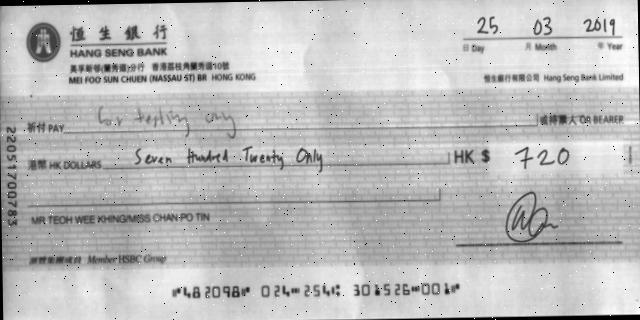 恒生銀行
HANG SENG BANK
美孚新邨(蘭秀道)分行 香港荔枝角蘭秀道10號
MEI FOO SUN CHUEN (NASSAU ST) BR HONG KONG
25 03 2019
日 Day 月 Month 年 Year
恒生銀行有限公司 Hang Seng Bank Limited
祈付 PAY for testing only 或持票人 OR BEARER
港幣 HK DOLLARS Seven Hundred Twenty Only HK $ 720
22051700783
MR TEOH WEE KHING/MISS CHAN PO TIN
滙豐集團成員 Member HSBC Group
⑈482098⑈ 024⑉254⑆ 301526⑉001⑈